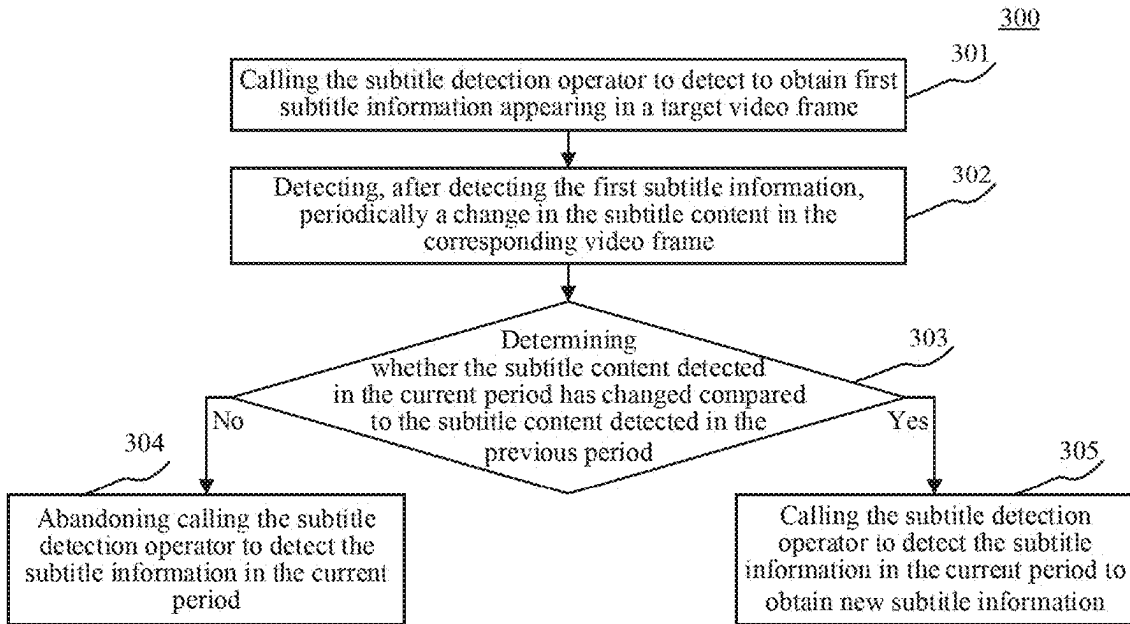 300
301
Calling the subtitle detection operator to detect to obtain first
subtitle information appearing in a target video frame
302
Detecting, after detecting the first subtitle information,
periodically a change in the subtitle content in the
corresponding video frame
303
Determining
whether the subtitle content detected
in the current period has changed compared
to the subtitle content detected in the
previous period
No
Yes
304
Abandoning calling the subtitle
detection operator to detect the
subtitle information in the current
period
305
Calling the subtitle detection
operator to detect the subtitle
information in the current period to
obtain new subtitle information